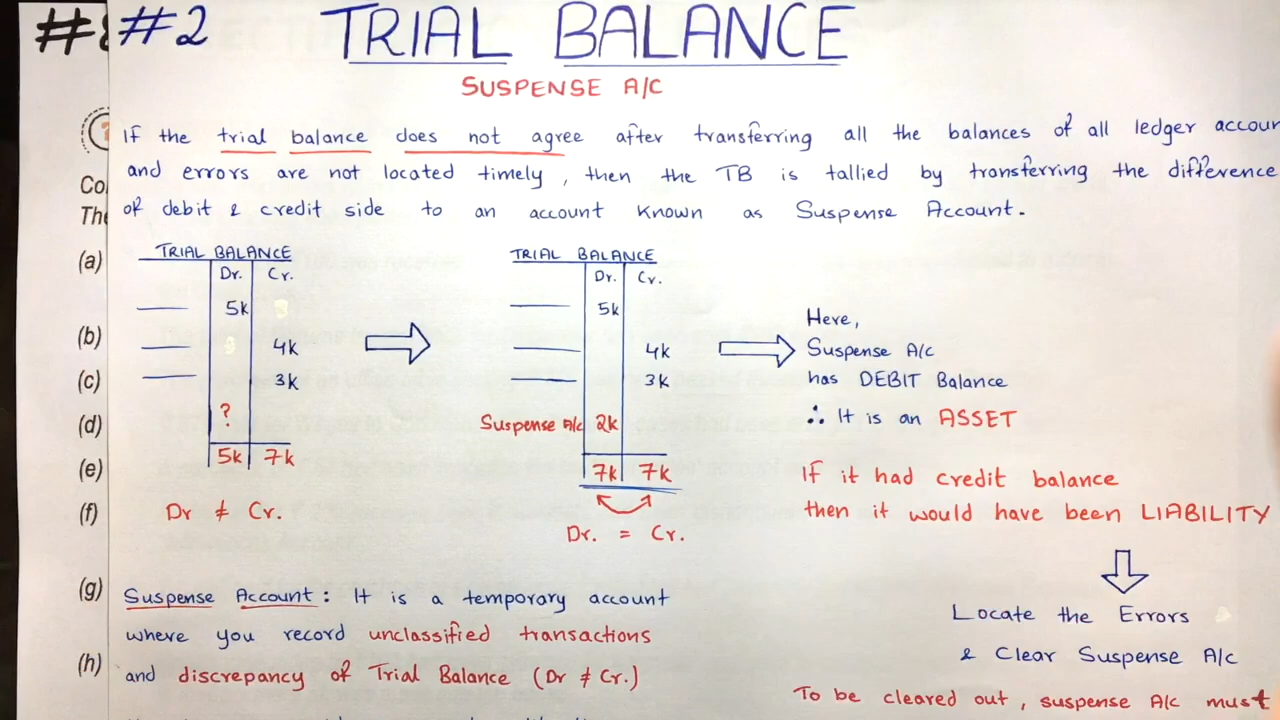 #2 TRIAL BALANCE
SUSPENSE A/C
If the trial balance does not agree after transferring all the balances of all ledger accoun
and errors are not located timely, then the TB is tallied by transferring the difference
of debit & credit side to an account known as Suspense Account.
Co
The
(a)
(b)
(c)
(d)
(e)
(f)
(g)
(h)
TRIAL BALANCE
Dr. Cr.
5k
4k
3k
?
5k 7k
Dr ≠ Cr.
TRIAL BALANCE
Dr. Cr.
5k
4k
3k
Suspense A/c 2k
7k 7k
Dr. = Cr.
Here,
Suspense A/c
has DEBIT Balance
∴ It is an ASSET
If it had credit balance
then it would have been LIABILITY
Locate the Errors
& Clear Suspense A/c
To be cleared out, suspense A/c must
Suspense Account: It is a temporary account
where you record unclassified transactions
and discrepancy of Trial Balance (Dr ≠ Cr.)